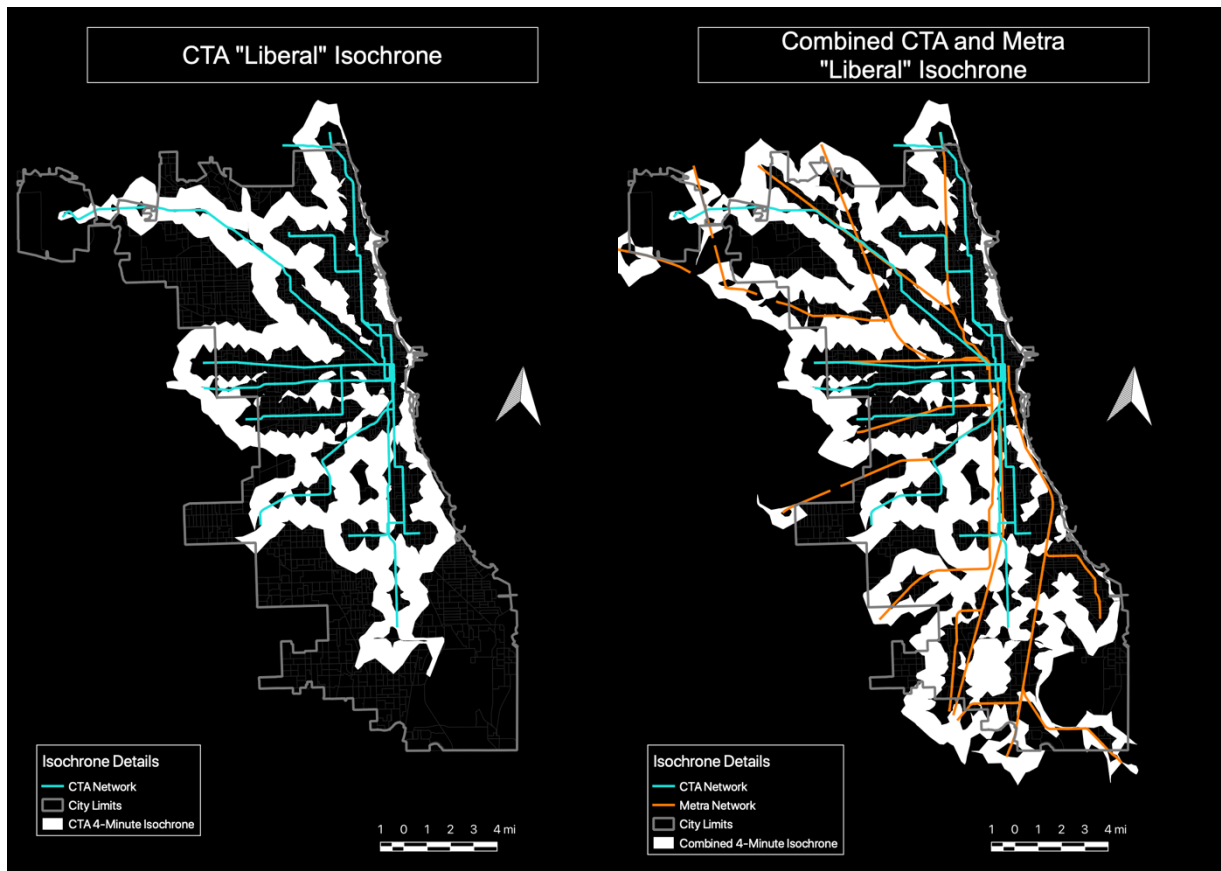 CTA "Liberal" Isochrone
Isochrone Details
CTA Network
City Limits
CTA 4-Minute Isochrone
1 0 1 2 3 4 mi
Combined CTA and Metra
"Liberal" Isochrone
Isochrone Details
CTA Network
Metra Network
City Limits
Combined 4-Minute Isochrone
1 0 1 2 3 4 mi